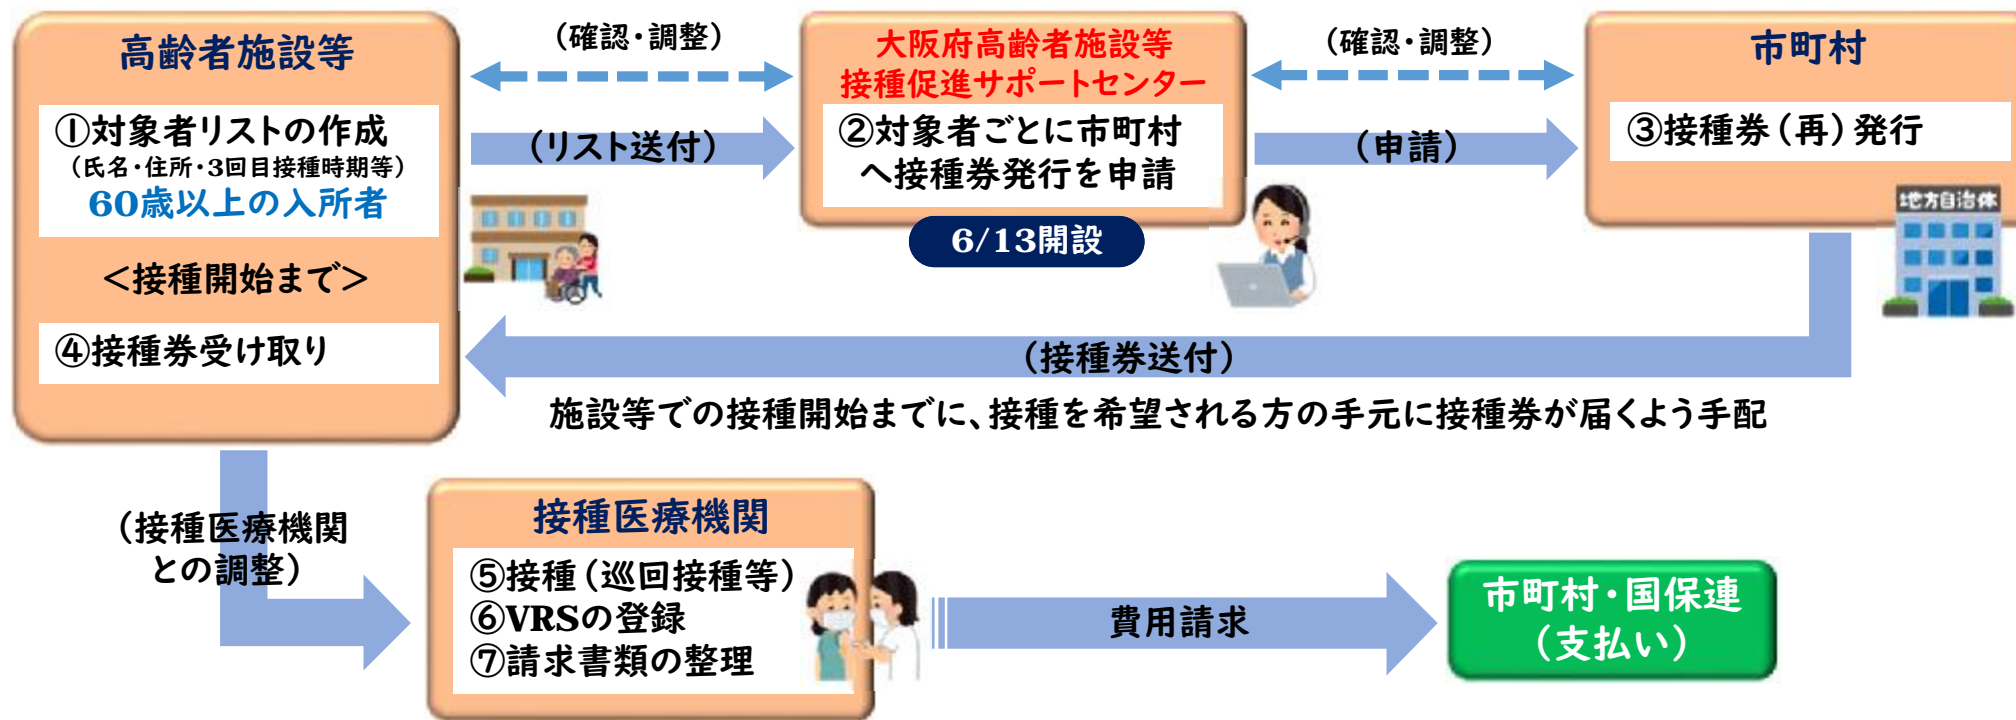 高齢者施設等
①対象者リストの作成
（氏名・住所・3回目接種時期等）
60歳以上の入所者
＜接種開始まで＞
④接種券受け取り
（確認・調整）
（リスト送付）
大阪府高齢者施設等
接種促進サポートセンター
②対象者ごとに市町村
へ接種券発行を申請
6/13開設
（確認・調整）
（申請）
市町村
③接種券（再）発行
地方自治体
（接種券送付）
施設等での接種開始までに、接種を希望される方の手元に接種券が届くよう手配
（接種医療機関
との調整）
接種医療機関
⑤接種（巡回接種等）
⑥VRSの登録
⑦請求書類の整理
費用請求
市町村・国保連
（支払い）